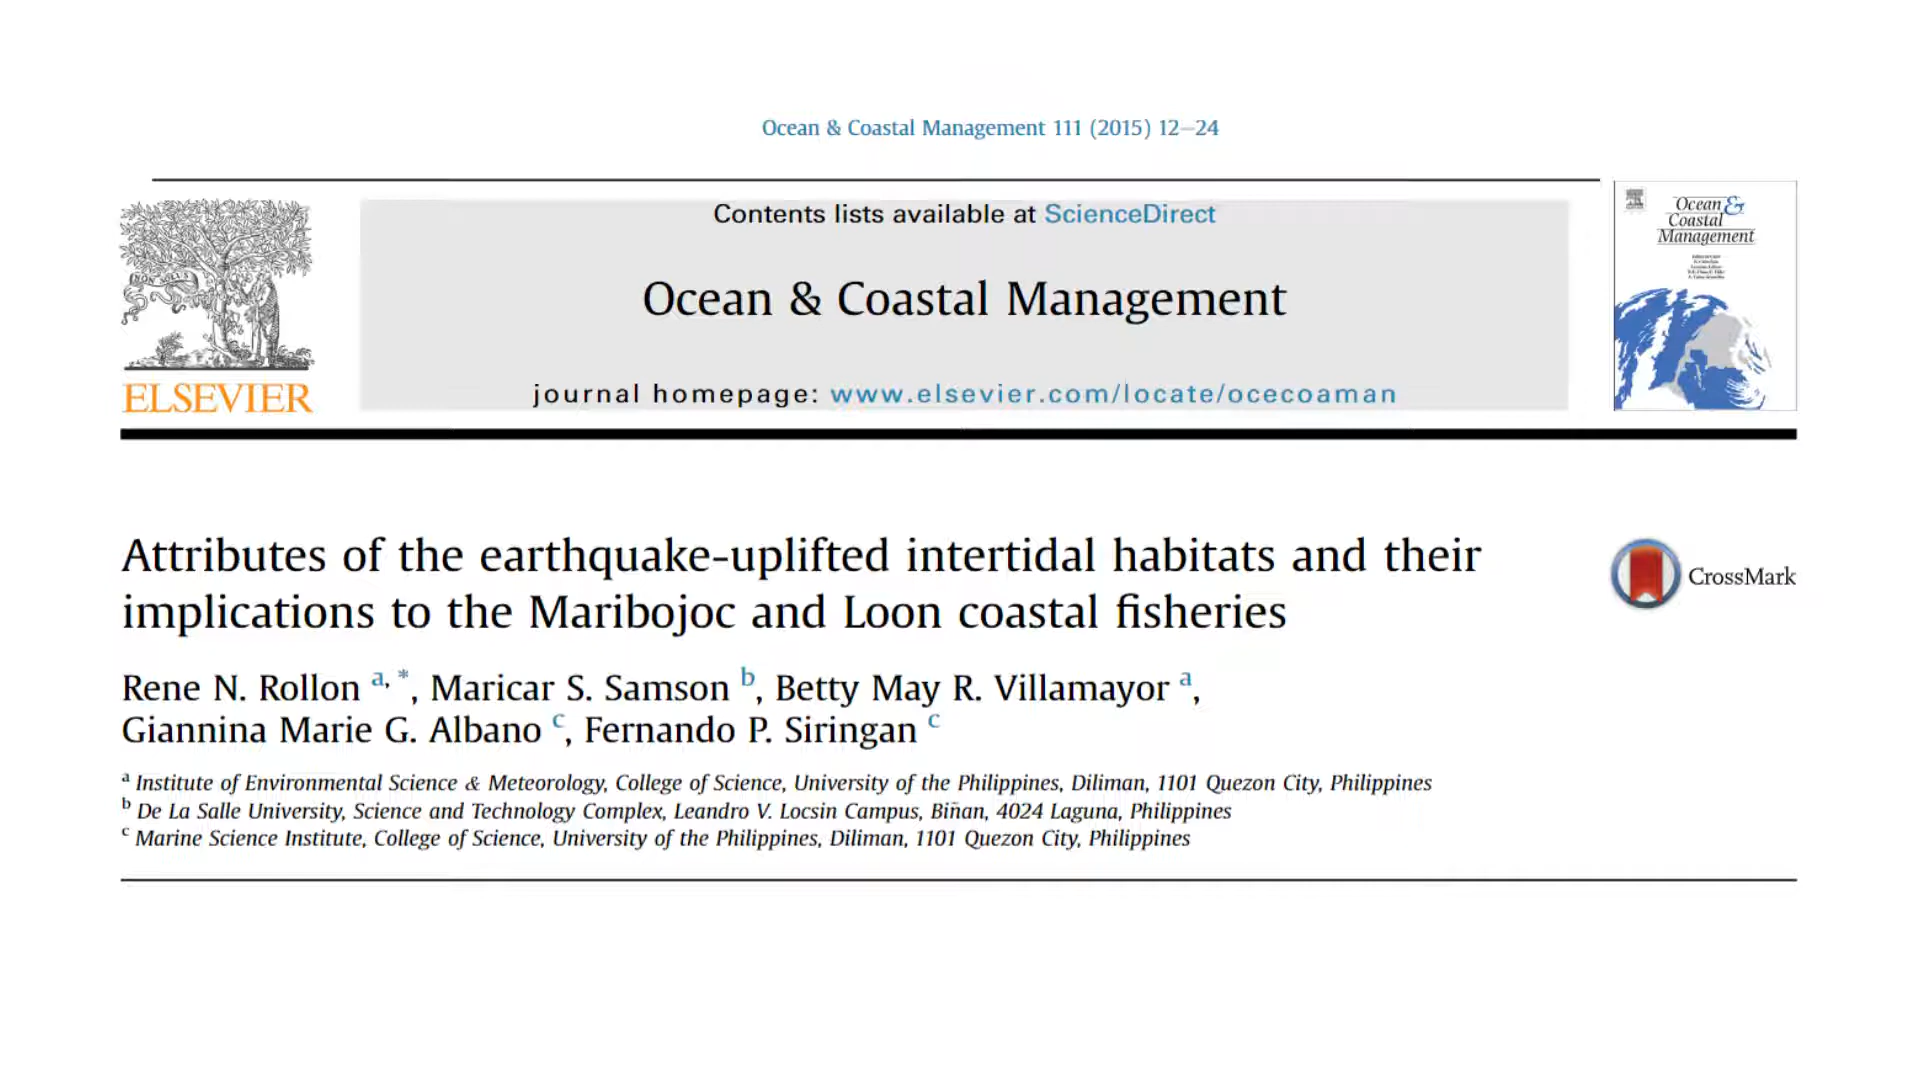 Ocean & Coastal Management 111 (2015) 12–24
Contents lists available at ScienceDirect
Ocean & Coastal Management
journal homepage: www.elsevier.com/locate/ocecoaman
ELSEVIER
Ocean &
Coastal
Management
Attributes of the earthquake-uplifted intertidal habitats and their
implications to the Maribojoc and Loon coastal fisheries
CrossMark
Rene N. Rollon a, *, Maricar S. Samson b, Betty May R. Villamayor a,
Giannina Marie G. Albano c, Fernando P. Siringan c
a Institute of Environmental Science & Meteorology, College of Science, University of the Philippines, Diliman, 1101 Quezon City, Philippines
b De La Salle University, Science and Technology Complex, Leandro V. Locsin Campus, Biñan, 4024 Laguna, Philippines
c Marine Science Institute, College of Science, University of the Philippines, Diliman, 1101 Quezon City, Philippines